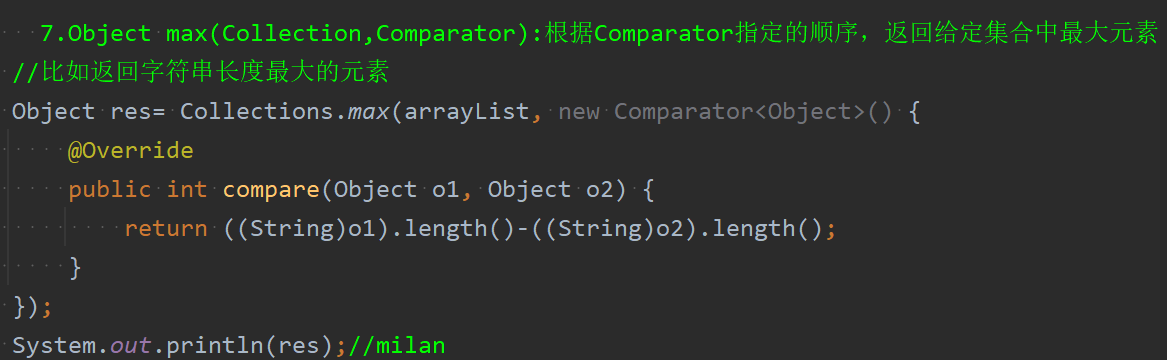 7.Object max(Collection,Comparator):根据Comparator指定的顺序，返回给定集合中最大元素
//比如返回字符串长度最大的元素
Object res= Collections.max(arrayList, new Comparator<Object>() {
@Override
public int compare(Object o1, Object o2) {
return ((String)o1).length()-((String)o2).length();
}
});
System.out.println(res);//milan